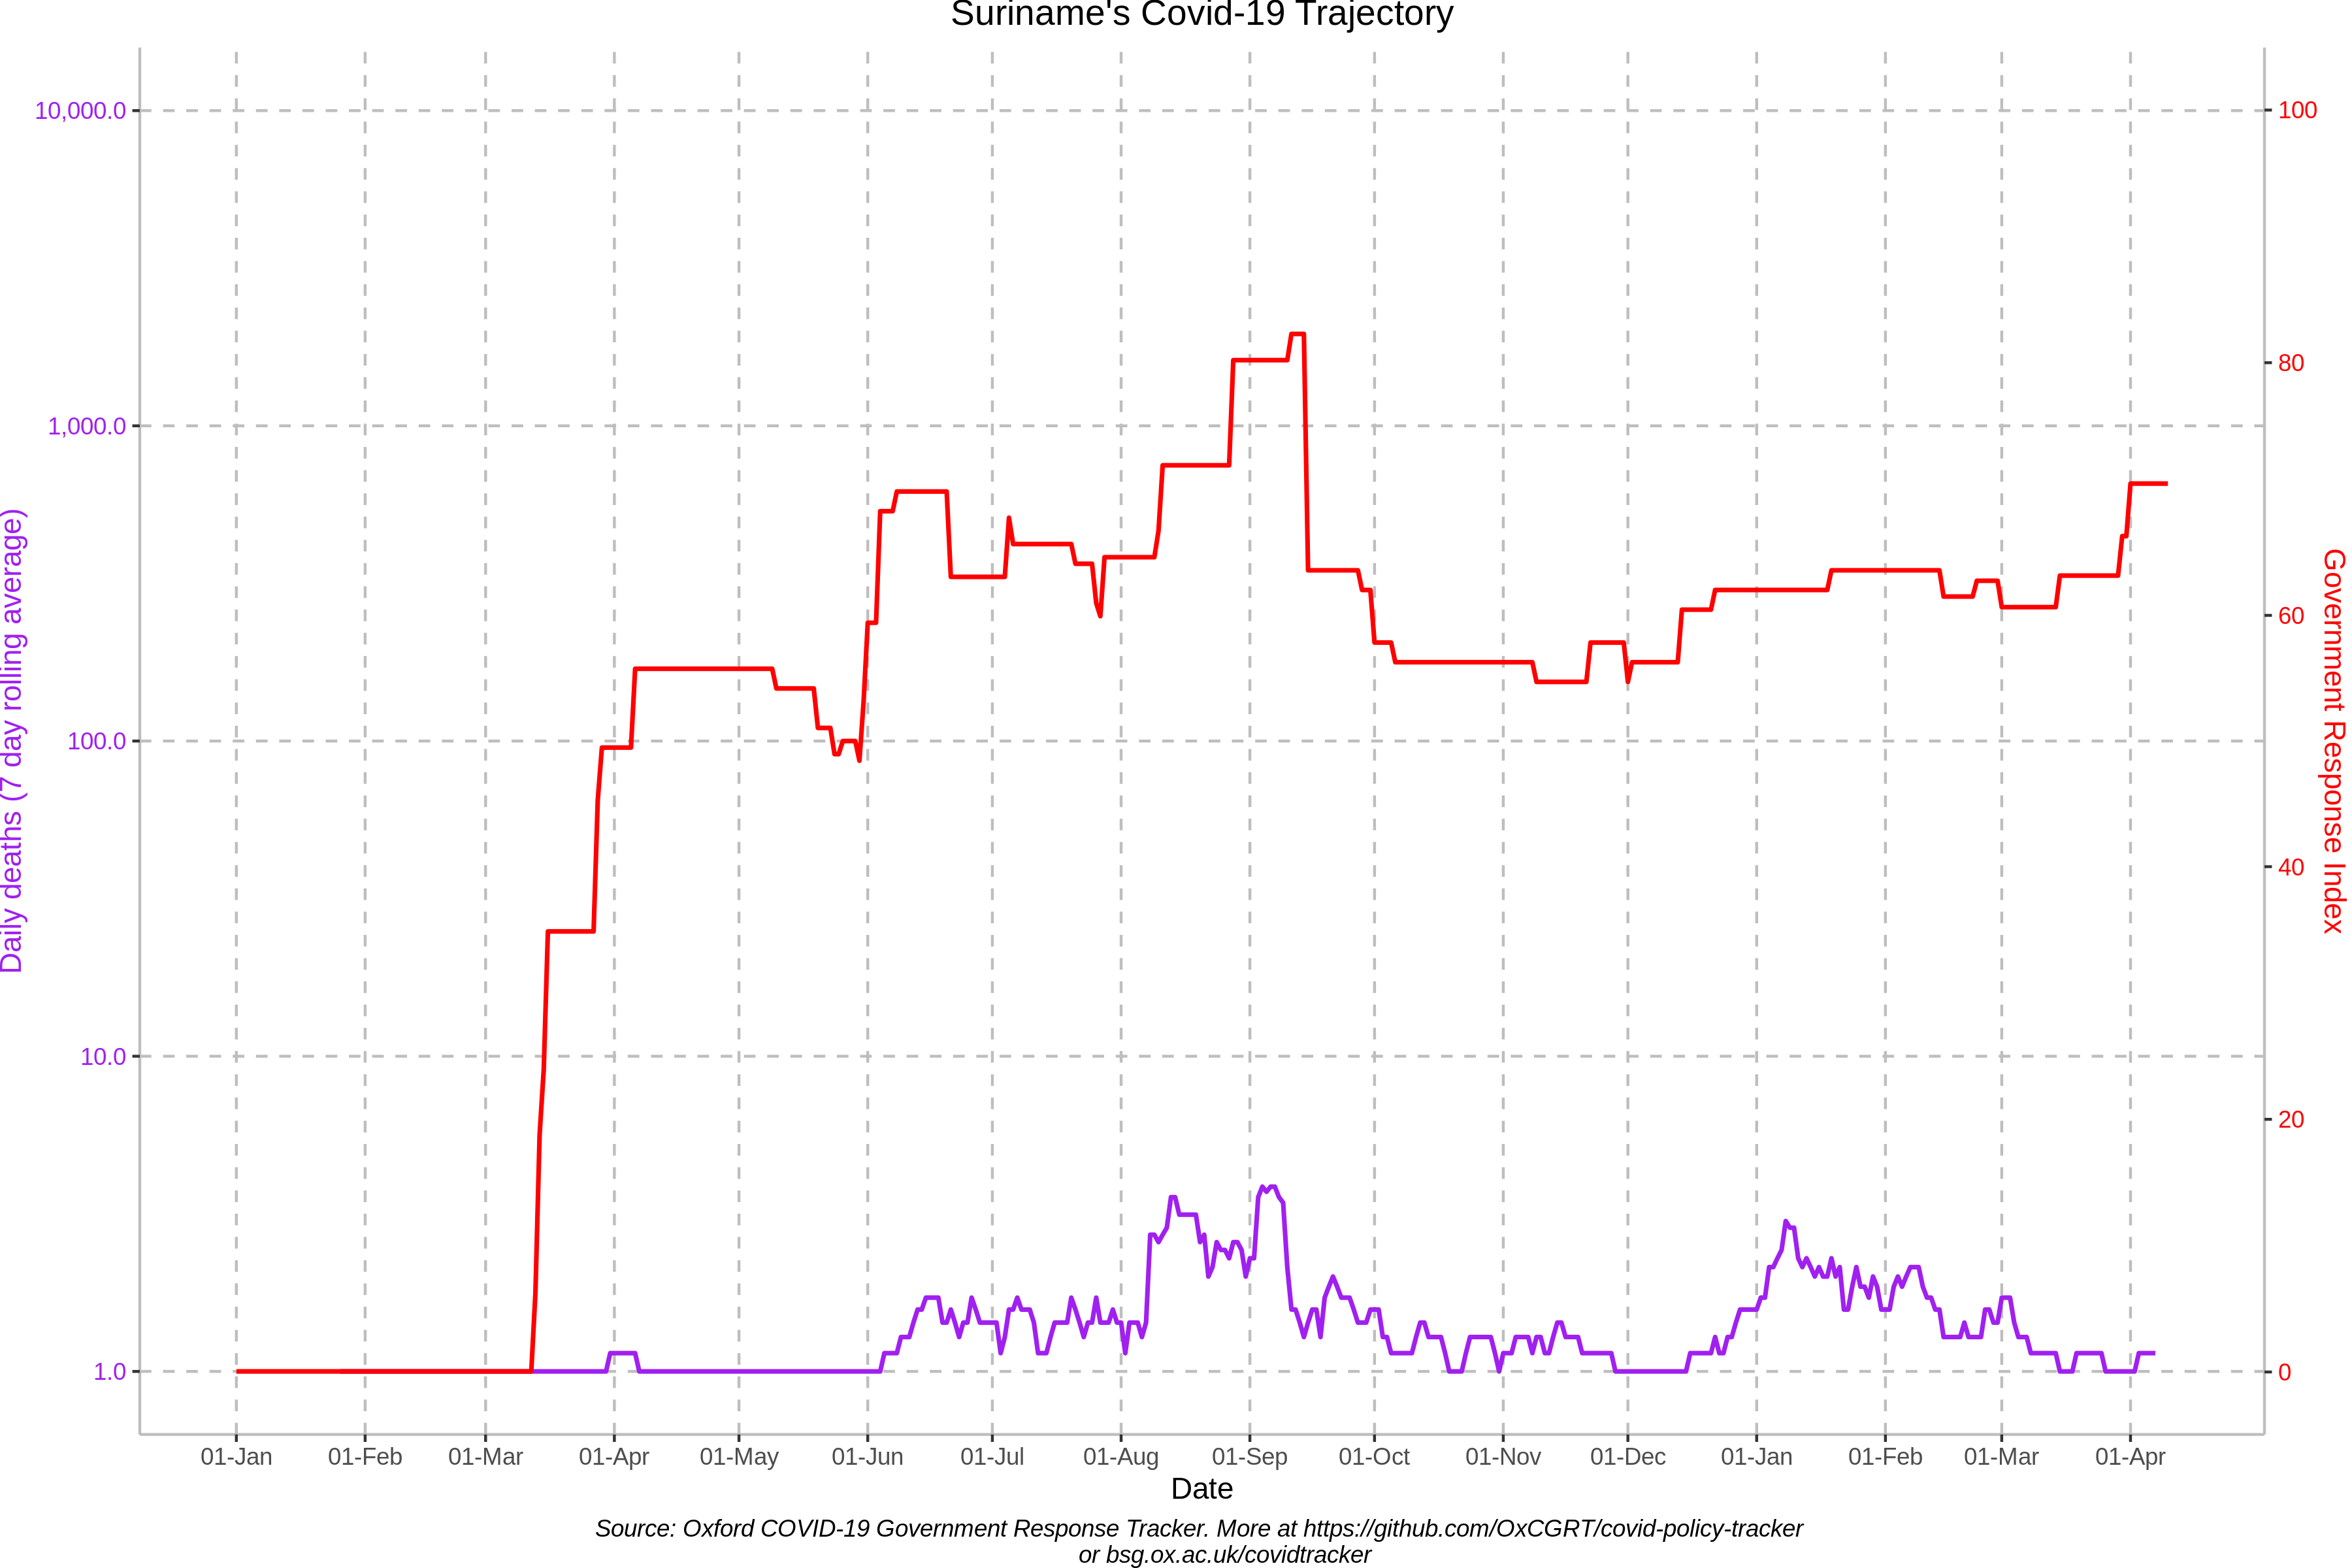 Suriname's Covid-19 Trajectory
10,000.0
1,000.0
100.0
10.0
1.0
Daily deaths (7 day rolling average)
100
80
60
40
20
0
Government Response Index
01-Jan 01-Feb 01-Mar 01-Apr 01-May 01-Jun 01-Jul 01-Aug 01-Sep 01-Oct 01-Nov 01-Dec 01-Jan 01-Feb 01-Mar 01-Apr
Date
Source: Oxford COVID-19 Government Response Tracker. More at https://github.com/OxCGRT/covid-policy-tracker
or bsg.ox.ac.uk/covidtracker